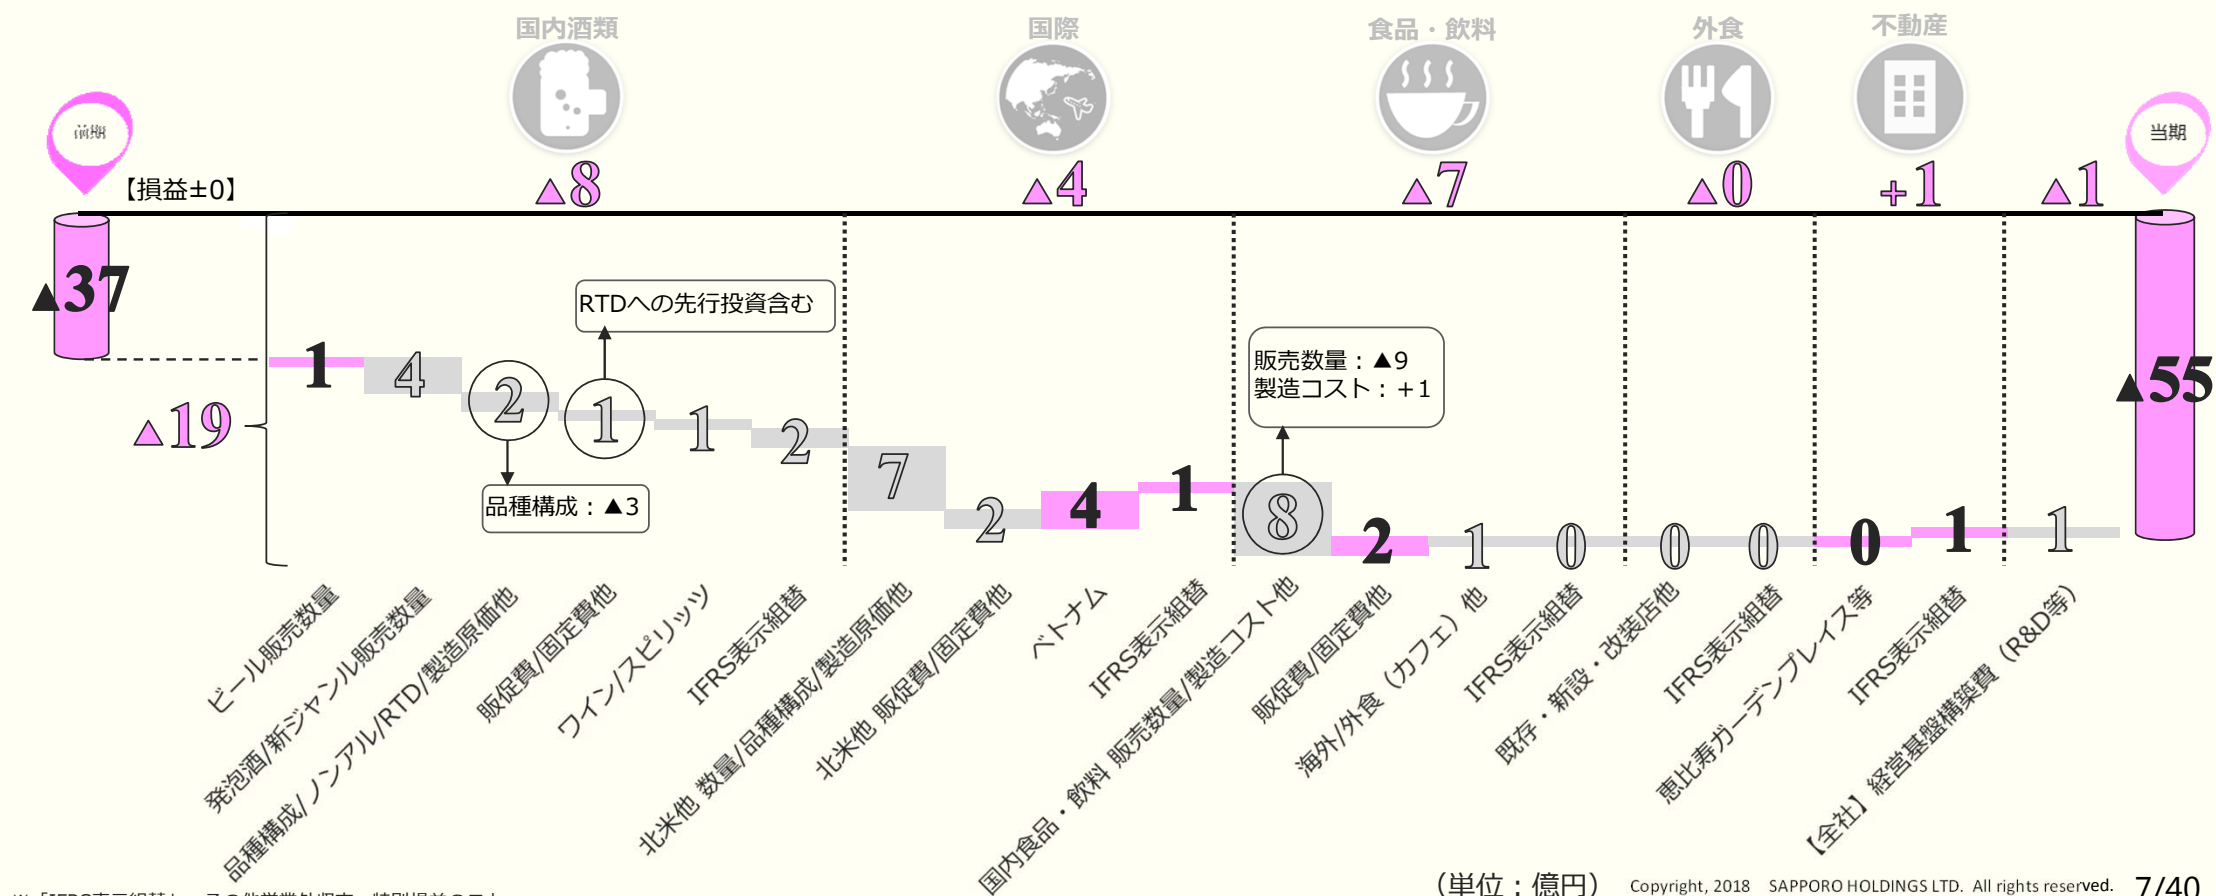 国内酒類
国際
食品・飲料
外食
不動産
前期
当期
【損益±0】
▲8
▲4
▲7
▲0
+1
▲1
▲37
▲55
▲19
RTDへの先行投資含む
販売数量：▲9
製造コスト：＋1
品種構成：▲3
1
4
2
1
1
2
7
2
4
1
8
2
1
0
0
0
0
1
1
ビール販売数量
発泡酒/新ジャンル販売数量
品種構成/ノンアル/RTD/製造原価他
販促費/固定費他
ワイン/スピリッツ
IFRS表示組替
北米他 数量/品種構成/製造原価他
北米他 販促費/固定費他
ベトナム
IFRS表示組替
国内食品・飲料 販売数量/製造コスト他
販促費/固定費他
海外/外食（カフェ）他
IFRS表示組替
既存・新設・改装店他
IFRS表示組替
恵比寿ガーデンプレイス等
IFRS表示組替
【全社】経営基盤構築費（R&D等）
（単位：億円）
Copyright, 2018 SAPPORO HOLDINGS LTD. All rights reserved.
7/40